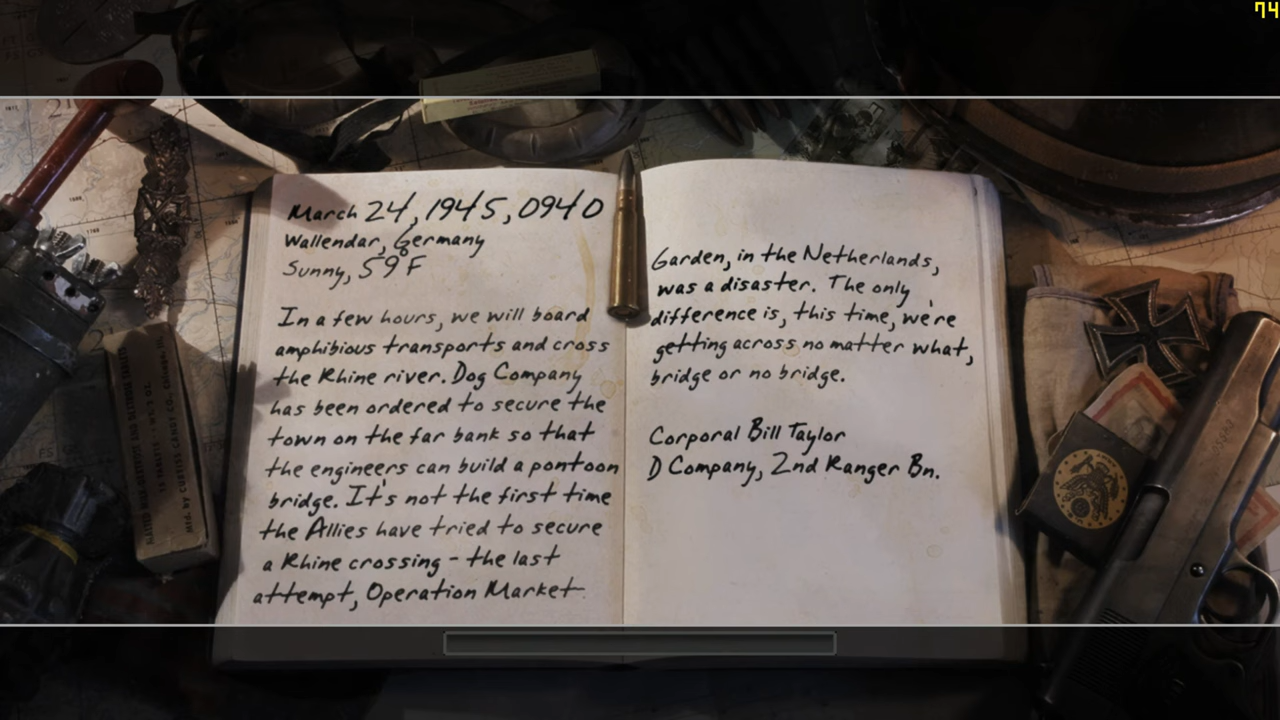 74
March 24, 1945, 0940
Wallendar, Germany
Sunny, 59 F
In a few hours, we will board
amphibious transports and cross
the Rhine river. Dog Company
has been ordered to secure the
town on the far bank so that
the engineers can build a pontoon
bridge. It's not the first time
the Allies have tried to secure
a Rhine crossing - the last
attempt, Operation Market
Garden, in the Netherlands,
was a disaster. The only
difference is, this time, we're
getting across no matter what,
bridge or no bridge.
Corporal Bill Taylor
D Company, 2nd Ranger Bn.